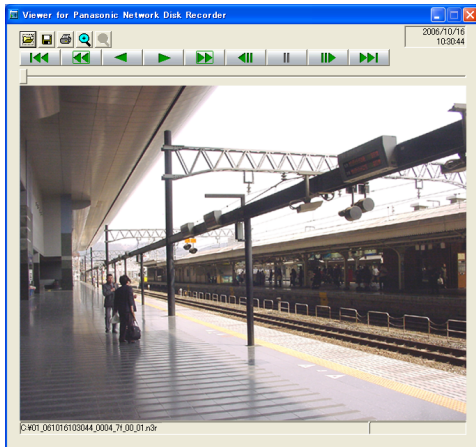 Viewer for Panasonic Network Disk Recorder
2006/10/16
10:30:44
C:¥01_061016103044_0004_7f_00_01.n3r